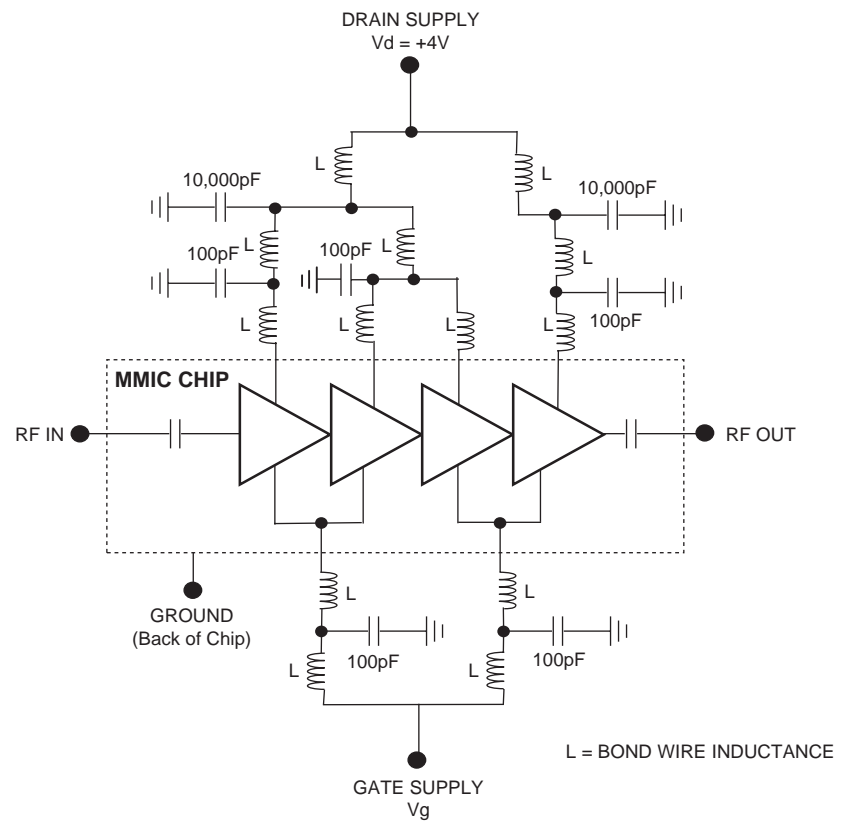 DRAIN SUPPLY
Vd = +4V
L
L
10,000pF
10,000pF
L
L
L
100pF
100pF
100pF
L
L
L
L
MMIC CHIP
RF IN
RF OUT
L
L
GROUND
(Back of Chip)
100pF
100pF
L
L
L = BOND WIRE INDUCTANCE
GATE SUPPLY
Vg